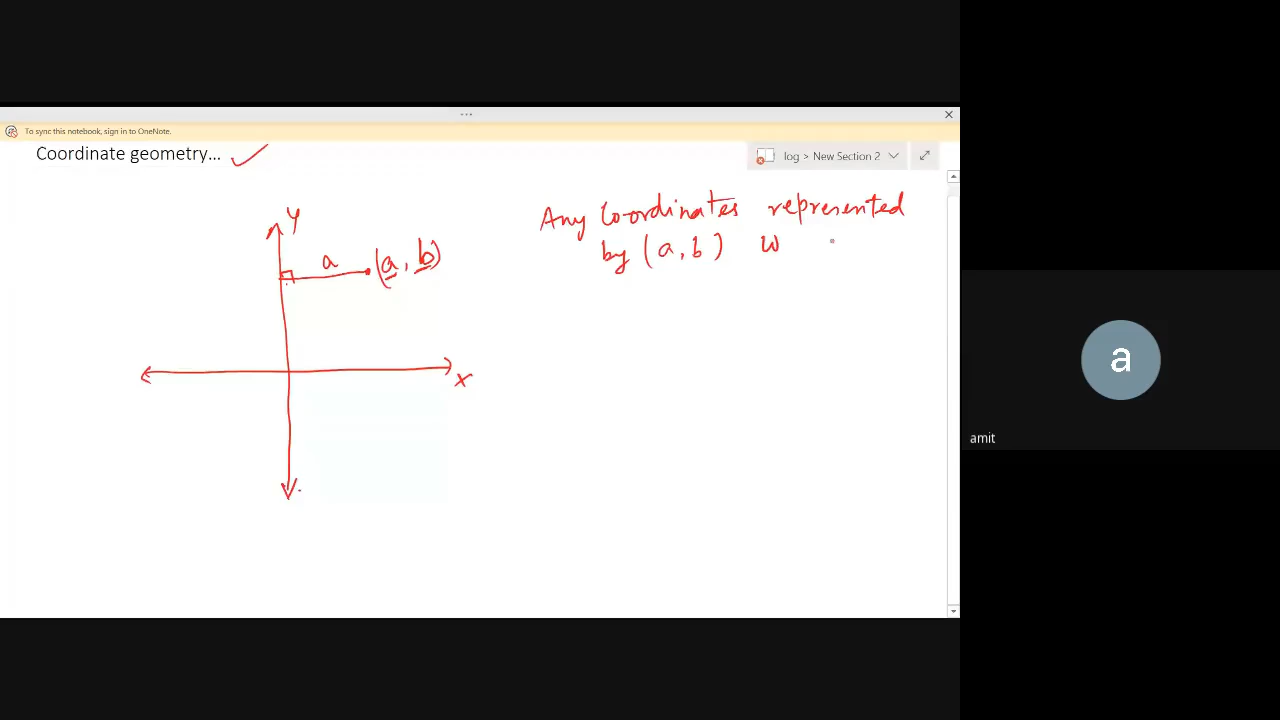 To sync this notebook, sign in to OneNote.
Coordinate geometry...
log > New Section 2
y
a
(a, b)
x
Any Coordinates represented
by (a, b) w
a
amit